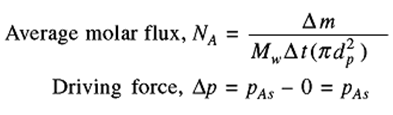 Average molar flux, N_A = Δm / M_w Δt(πd_p^2)
Driving force, Δp = p_As − 0 = p_As